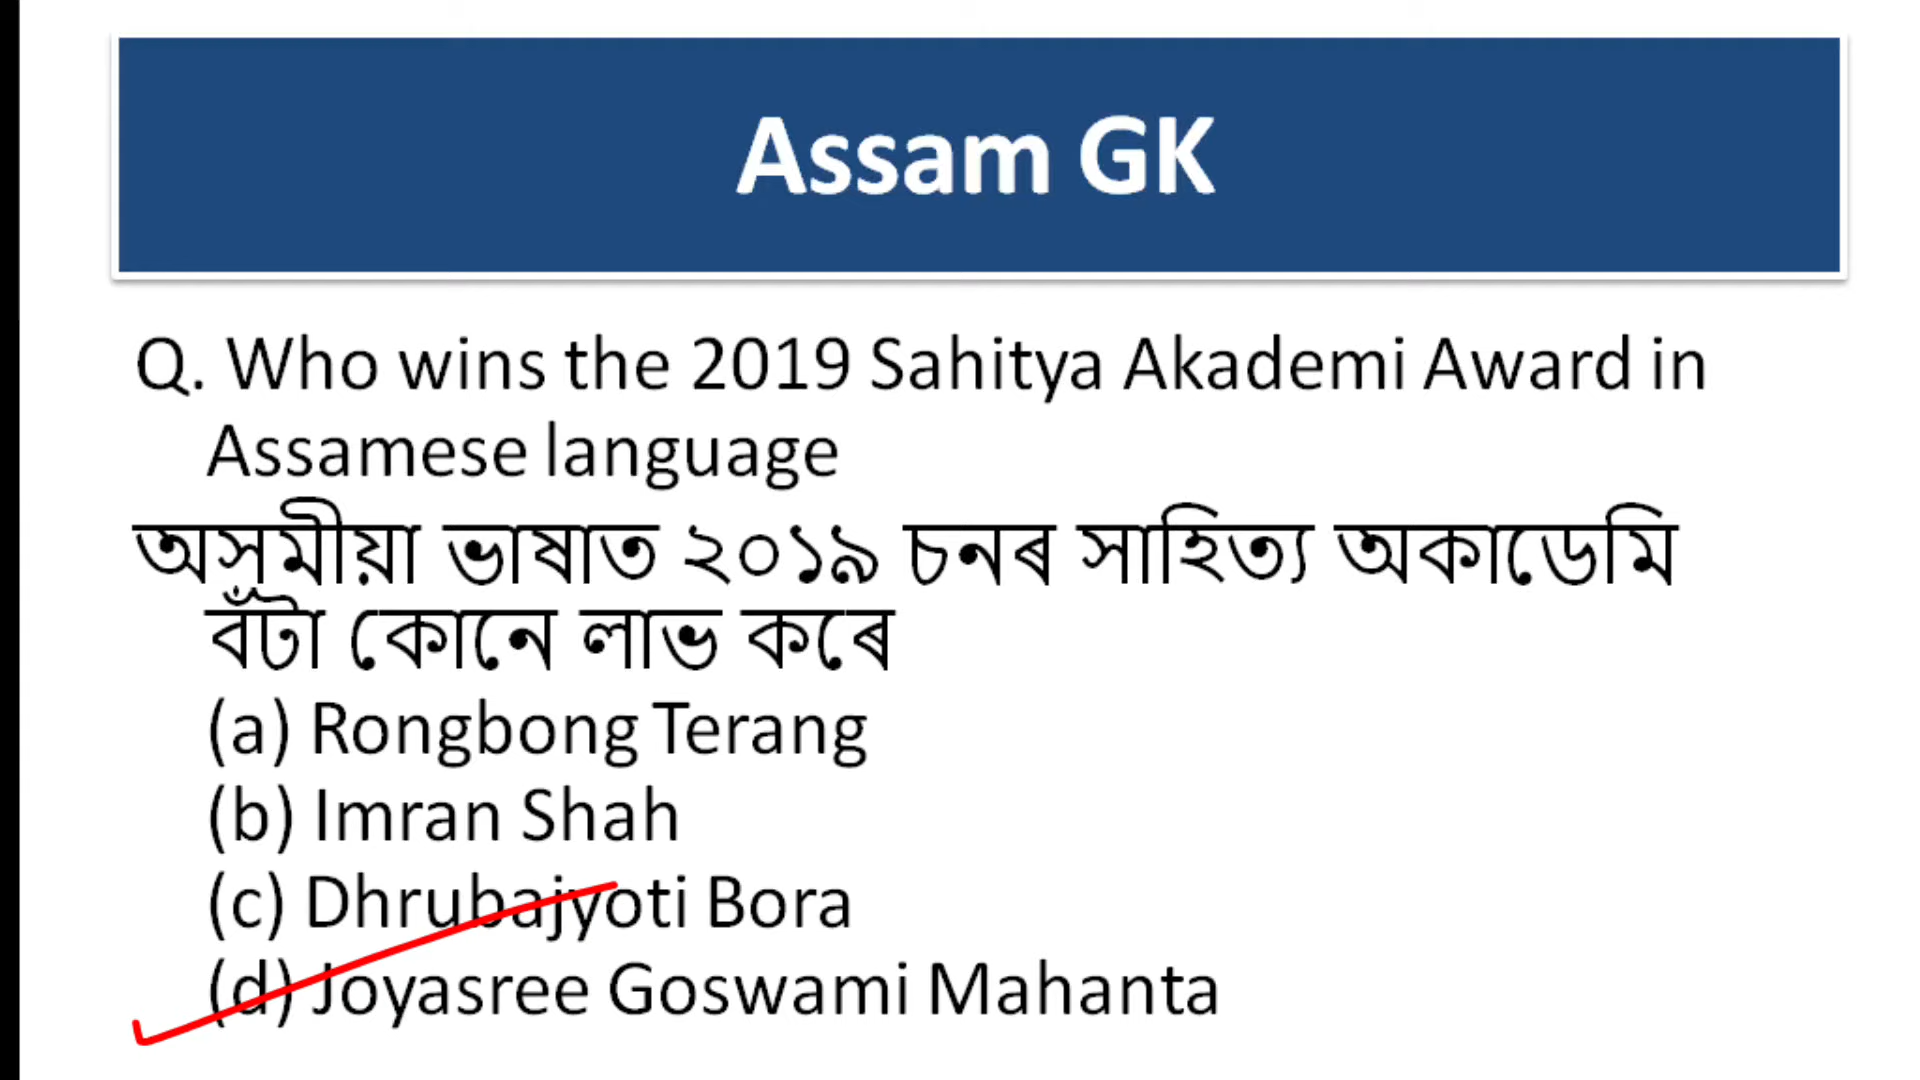 Assam GK
Q. Who wins the 2019 Sahitya Akademi Award in
Assamese language
অসমীয়া ভাষাত ২০১৯ চনৰ সাহিত্য অকাডেমি
বঁটা কোনে লাভ কৰে
(a) Rongbong Terang
(b) Imran Shah
(c) Dhrubajyoti Bora
(d) Joyasree Goswami Mahanta